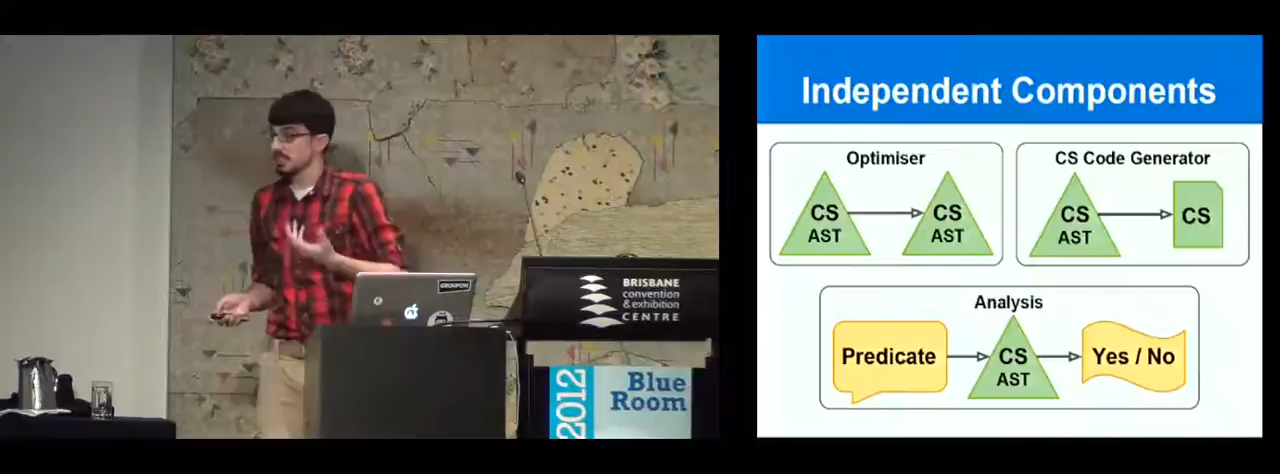 GROUPON
BRISBANE
convention
& exhibition
CENTRE
2012
Blue
Room
Independent Components
Optimiser
CS
AST
CS
AST
CS Code Generator
CS
AST
CS
Analysis
Predicate
CS
AST
Yes / No